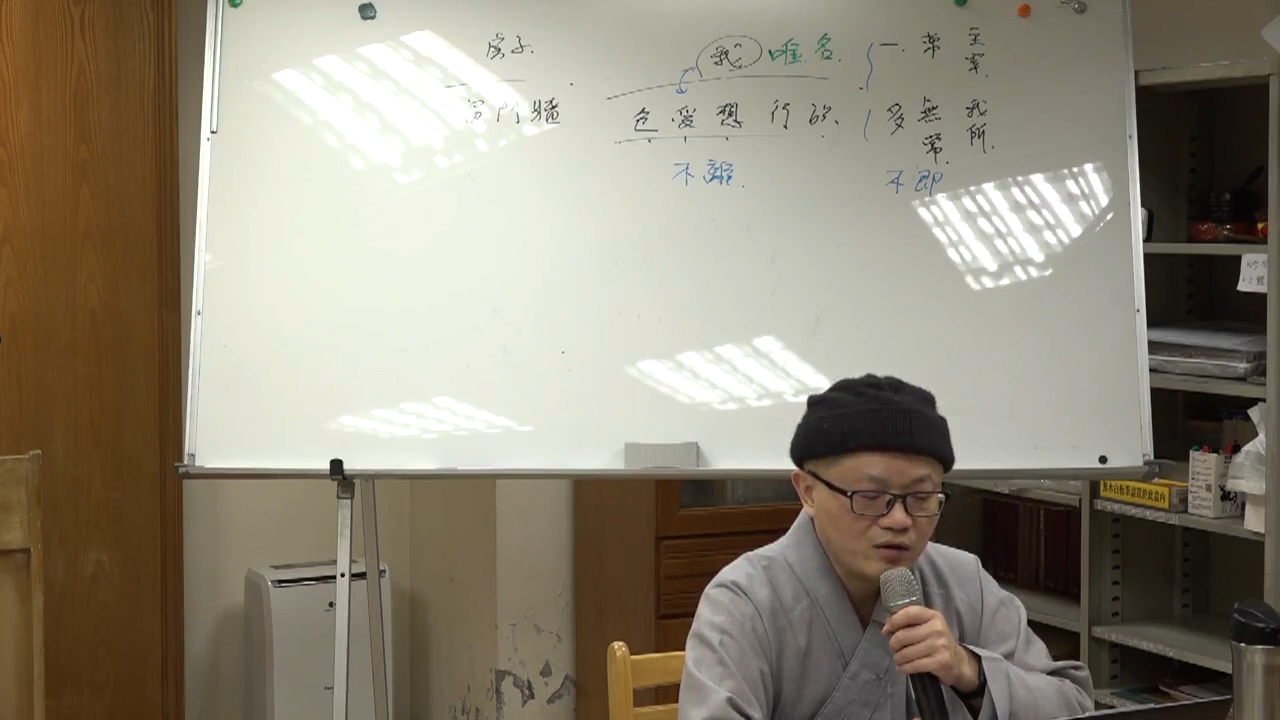 房子. 我 唯名. 一. 常 主宰.
窗門牆 色受想行識. 多 無常. 我所.
不離. 不即